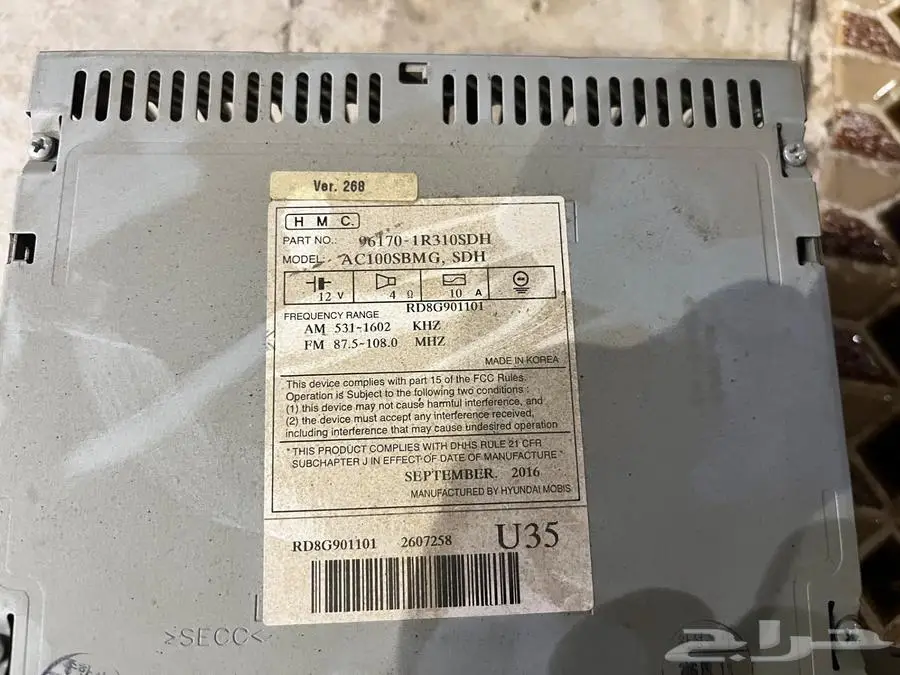 Ver. 268
H M C.
PART NO.: 96170-1R310SDH
MODEL: AC100SBMG, SDH
12 V 4 Ω 10 A
RD8G901101
FREQUENCY RANGE
AM 531~1602 KHZ
FM 87.5~108.0 MHZ
MADE IN KOREA
This device complies with part 15 of the FCC Rules.
Operation is Subject to the following two conditions :
(1) this device may not cause harmful interference, and
(2) the device must accept any interference received,
including interference that may cause undesired operation
"THIS PRODUCT COMPLIES WITH DHHS RULE 21 CFR
SUBCHAPTER J IN EFFECT OF DATE OF MANUFACTURE"
SEPTEMBER. 2016
MANUFACTURED BY HYUNDAI MOBIS
RD8G901101 2607258 U35
>SECC<
حراج